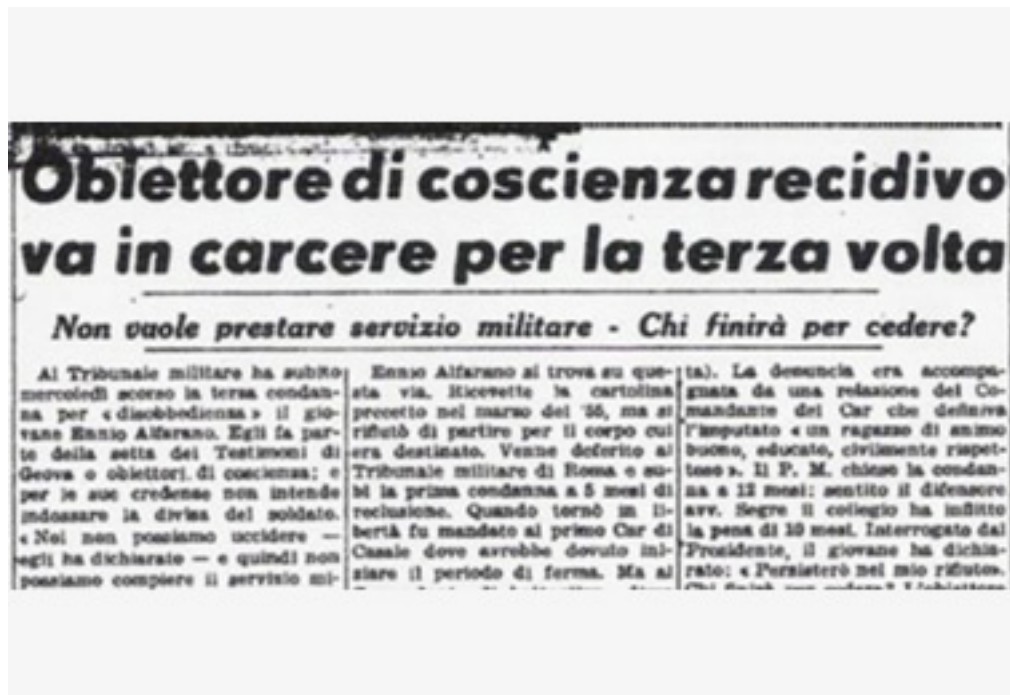 Obiettore di coscienza recidivo
va in carcere per la terza volta
Non vuole prestare servizio militare - Chi finirà per cedere?
Al Tribunale militare ha subito
mercoledì scorso la terza condan-
na per «disobbedienza» il gio-
vane Ennio Alfarano. Egli fa par-
te della setta dei Testimoni di
Geova o obiettori di coscienza; e
per le sue credenze non intende
indossare la divisa del soldato.
«Noi non possiamo uccidere —
egli ha dichiarato — e quindi non
possiamo compiere il servizio mi-
Ennio Alfarano si trova su que-
sta via. Ricevette la cartolina
precetto nel marzo del '55, ma si
rifiutò di partire per il corpo cui
era destinato. Venne deferito al
Tribunale militare di Roma e su-
bì la prima condanna a 5 mesi di
reclusione. Quando tornò in li-
bertà fu mandato al primo Car di
Casale dove avrebbe dovuto ini-
ziare il periodo di ferma. Ma al
ta). La denuncia era accompa-
gnata da una relazione del Co-
mandante del Car che definiva
l'imputato «un ragazzo di animo
buono, educato, civilmente rispet-
toso». Il P. M. chiese la condan-
na a 12 mesi; sentito il difensore
avv. Segre il collegio ha inflitto
la pena di 10 mesi. Interrogato dal
Presidente, il giovane ha dichia-
rato: «Persisterò nel mio rifiuto».
Chi finirà per cedere? L'obiettore